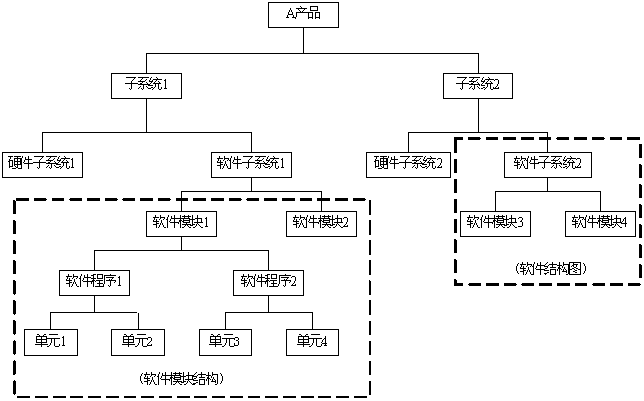 A产品
子系统1
子系统2
硬件子系统1
软件子系统1
硬件子系统2
软件子系统2
软件模块1
软件模块2
软件模块3
软件模块4
(软件结构图)
软件程序1
软件程序2
单元1
单元2
单元3
单元4
(软件模块结构)